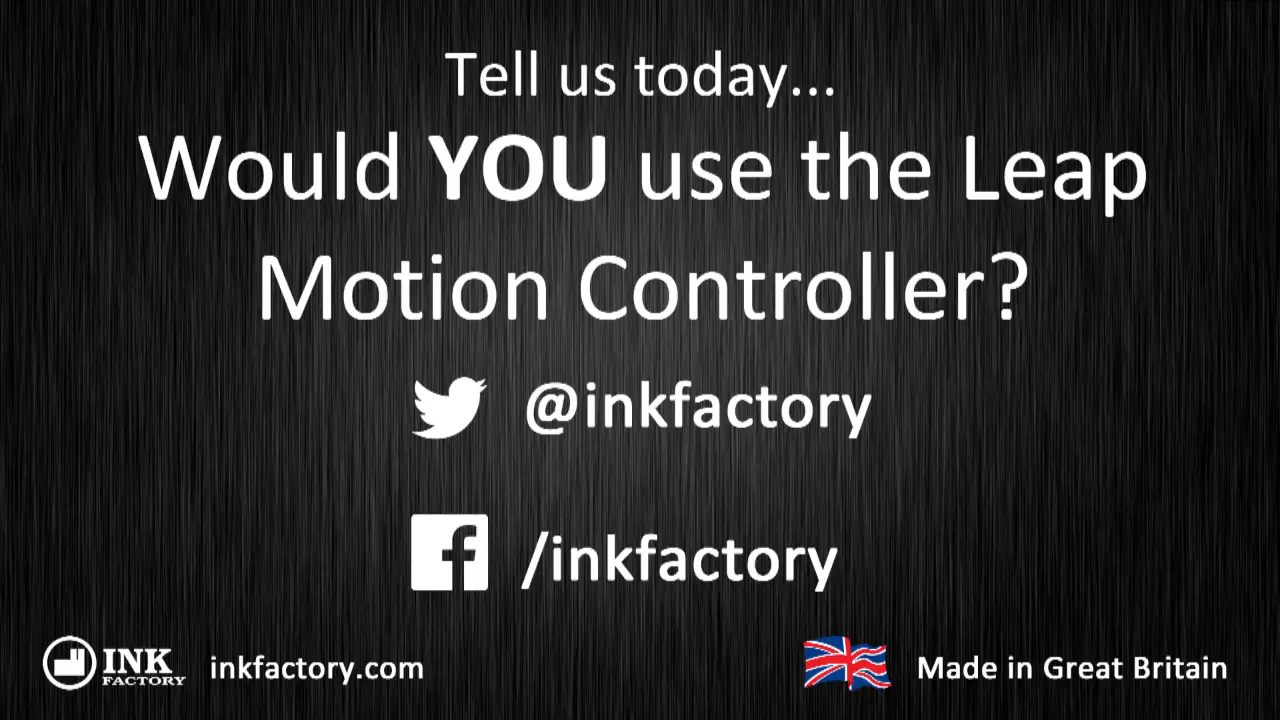 Tell us today...
Would YOU use the Leap
Motion Controller?
@inkfactory
/inkfactory
INK
FACTORY
inkfactory.com
Made in Great Britain